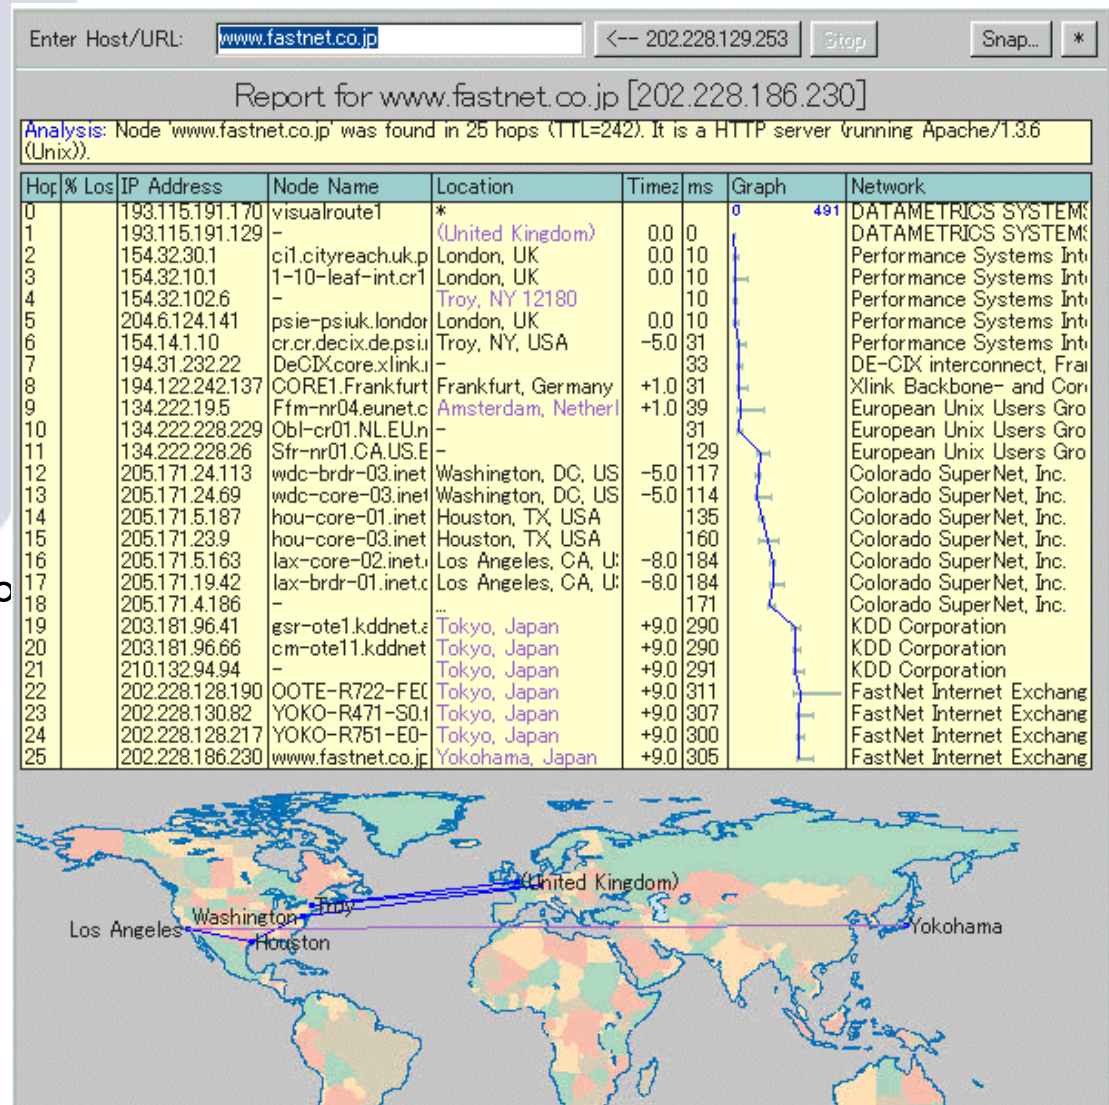 Enter Host/URL: www.fastnet.co.jp <-- 202.228.129.253 Stop Snap... *
Report for www.fastnet.co.jp [202.228.186.230]
Analysis: Node 'www.fastnet.co.jp' was found in 25 hops (TTL=242). It is a HTTP server (running Apache/1.3.6
(Unix)).
Hop % Los IP Address Node Name Location Timez ms Graph Network
0 193.115.191.170 visualroute1 * 0 491 DATAMETRICS SYSTEMS
1 193.115.191.129 - (United Kingdom) 0.0 0 DATAMETRICS SYSTEMS
2 154.32.30.1 ci1.cityreach.uk.p London, UK 0.0 10 Performance Systems Int
3 154.32.10.1 1-10-leaf-int.cr1 London, UK 0.0 10 Performance Systems Int
4 154.32.102.6 - Troy, NY 12180 10 Performance Systems Int
5 204.6.124.141 psie-psiuk.londor London, UK 0.0 10 Performance Systems Int
6 154.14.1.10 cr.cr.decix.de.psi Troy, NY, USA -5.0 31 Performance Systems Int
7 194.31.232.22 DeCIXcore.xlink. - 33 DE-CIX interconnect, Fra
8 194.122.242.137 CORE1.Frankfurt Frankfurt, Germany +1.0 31 Xlink Backbone- and Con
9 134.222.19.5 Ffm-nr04.eunet.c Amsterdam, Netherl +1.0 39 European Unix Users Gro
10 134.222.228.229 Obl-cr01.NL.EU.n - 31 European Unix Users Gro
11 134.222.228.26 Sfr-nr01.CA.US.E - 129 European Unix Users Gro
12 205.171.24.113 wdc-brdr-03.inet Washington, DC, US -5.0 117 Colorado SuperNet, Inc.
13 205.171.24.69 wdc-core-03.inet Washington, DC, US -5.0 114 Colorado SuperNet, Inc.
14 205.171.5.187 hou-core-01.inet Houston, TX, USA 135 Colorado SuperNet, Inc.
15 205.171.23.9 hou-core-03.inet Houston, TX, USA 160 Colorado SuperNet, Inc.
16 205.171.5.163 lax-core-02.inet. Los Angeles, CA, U -8.0 184 Colorado SuperNet, Inc.
17 205.171.19.42 lax-brdr-01.inet.c Los Angeles, CA, U -8.0 184 Colorado SuperNet, Inc.
18 205.171.4.186 - ... 171 Colorado SuperNet, Inc.
19 203.181.96.41 gsr-ote1.kddnet.a Tokyo, Japan +9.0 290 KDD Corporation
20 203.181.96.66 cm-ote11.kddnet Tokyo, Japan +9.0 290 KDD Corporation
21 210.132.94.94 - Tokyo, Japan +9.0 291 KDD Corporation
22 202.228.128.190 OOTE-R722-FE0 Tokyo, Japan +9.0 311 FastNet Internet Exchang
23 202.228.130.82 YOKO-R471-S0.1 Tokyo, Japan +9.0 307 FastNet Internet Exchang
24 202.228.128.217 YOKO-R751-E0- Tokyo, Japan +9.0 300 FastNet Internet Exchang
25 202.228.186.230 www.fastnet.co.jp Yokohama, Japan +9.0 305 FastNet Internet Exchang
(United Kingdom)
Troy
Washington
Los Angeles
Yokohama
Houston